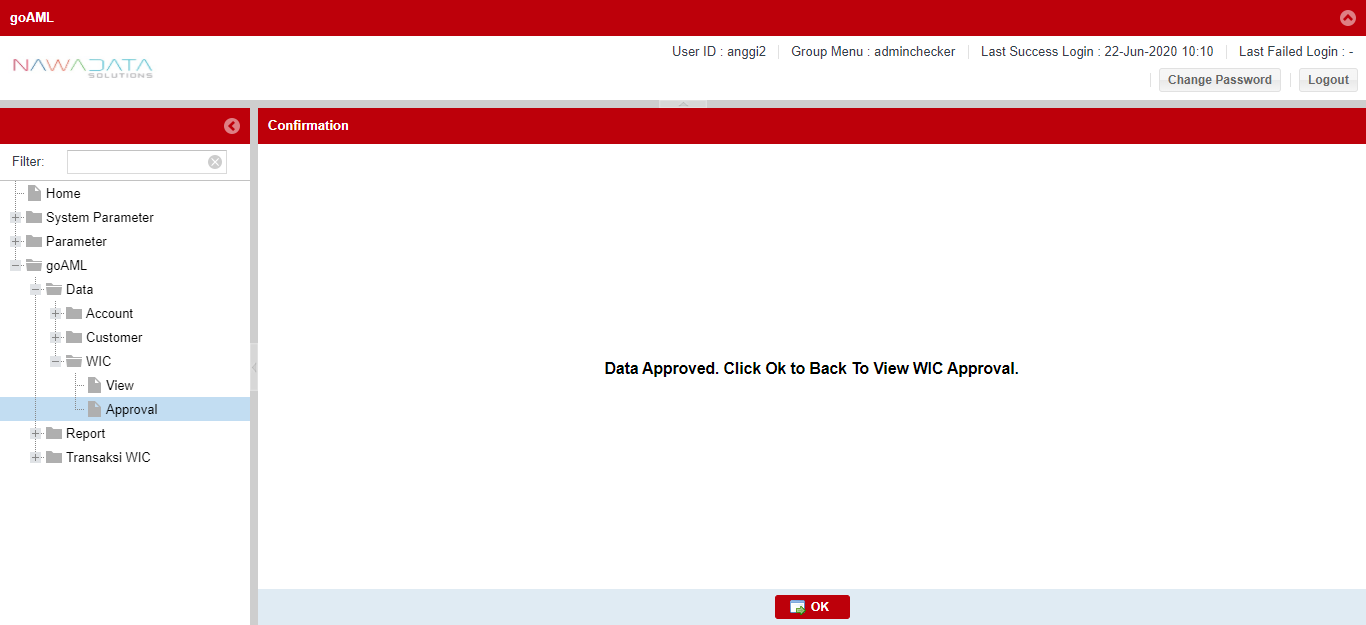 goAML
NAWADATA
SOLUTIONS
User ID : anggi2 Group Menu : adminchecker Last Success Login : 22-Jun-2020 10:10 Last Failed Login : -
Change Password Logout
Filter:
Home
System Parameter
Parameter
goAML
Data
Account
Customer
WIC
View
Approval
Report
Transaksi WIC
Confirmation
Data Approved. Click Ok to Back To View WIC Approval.
OK